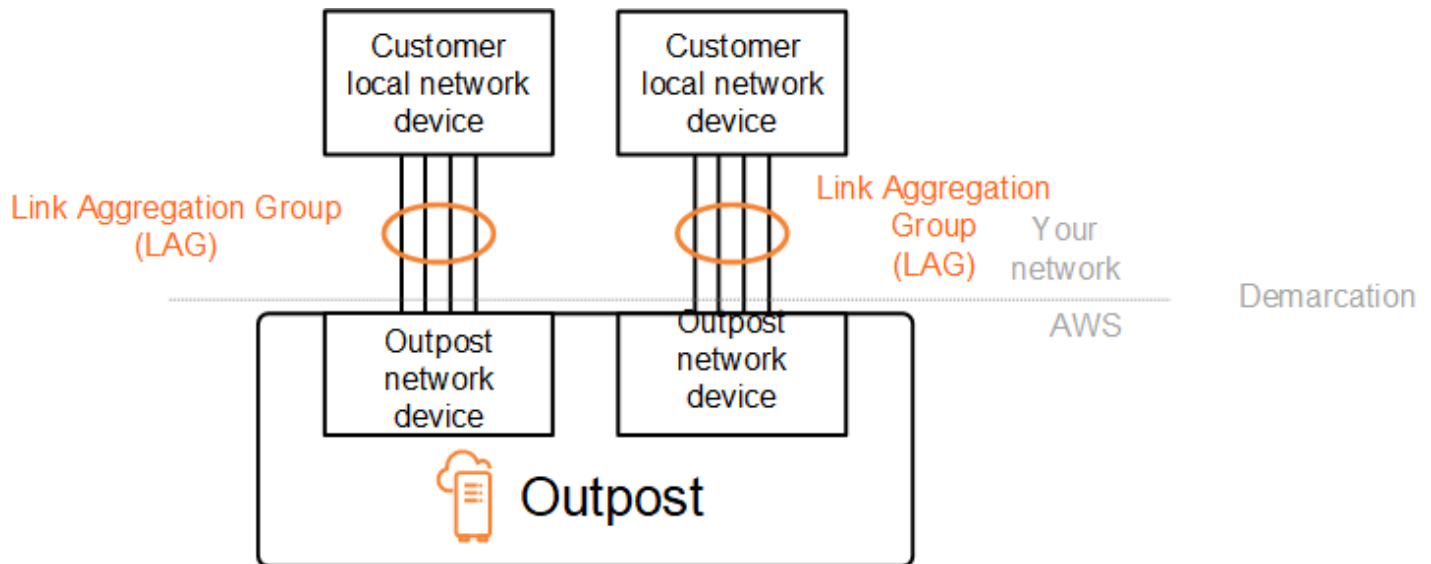 Customer
local network
device
Customer
local network
device
Link Aggregation Group
(LAG)
Link Aggregation
Group
(LAG)
Your
network
Demarcation
AWS
Outpost
network
device
Outpost
network
device
Outpost